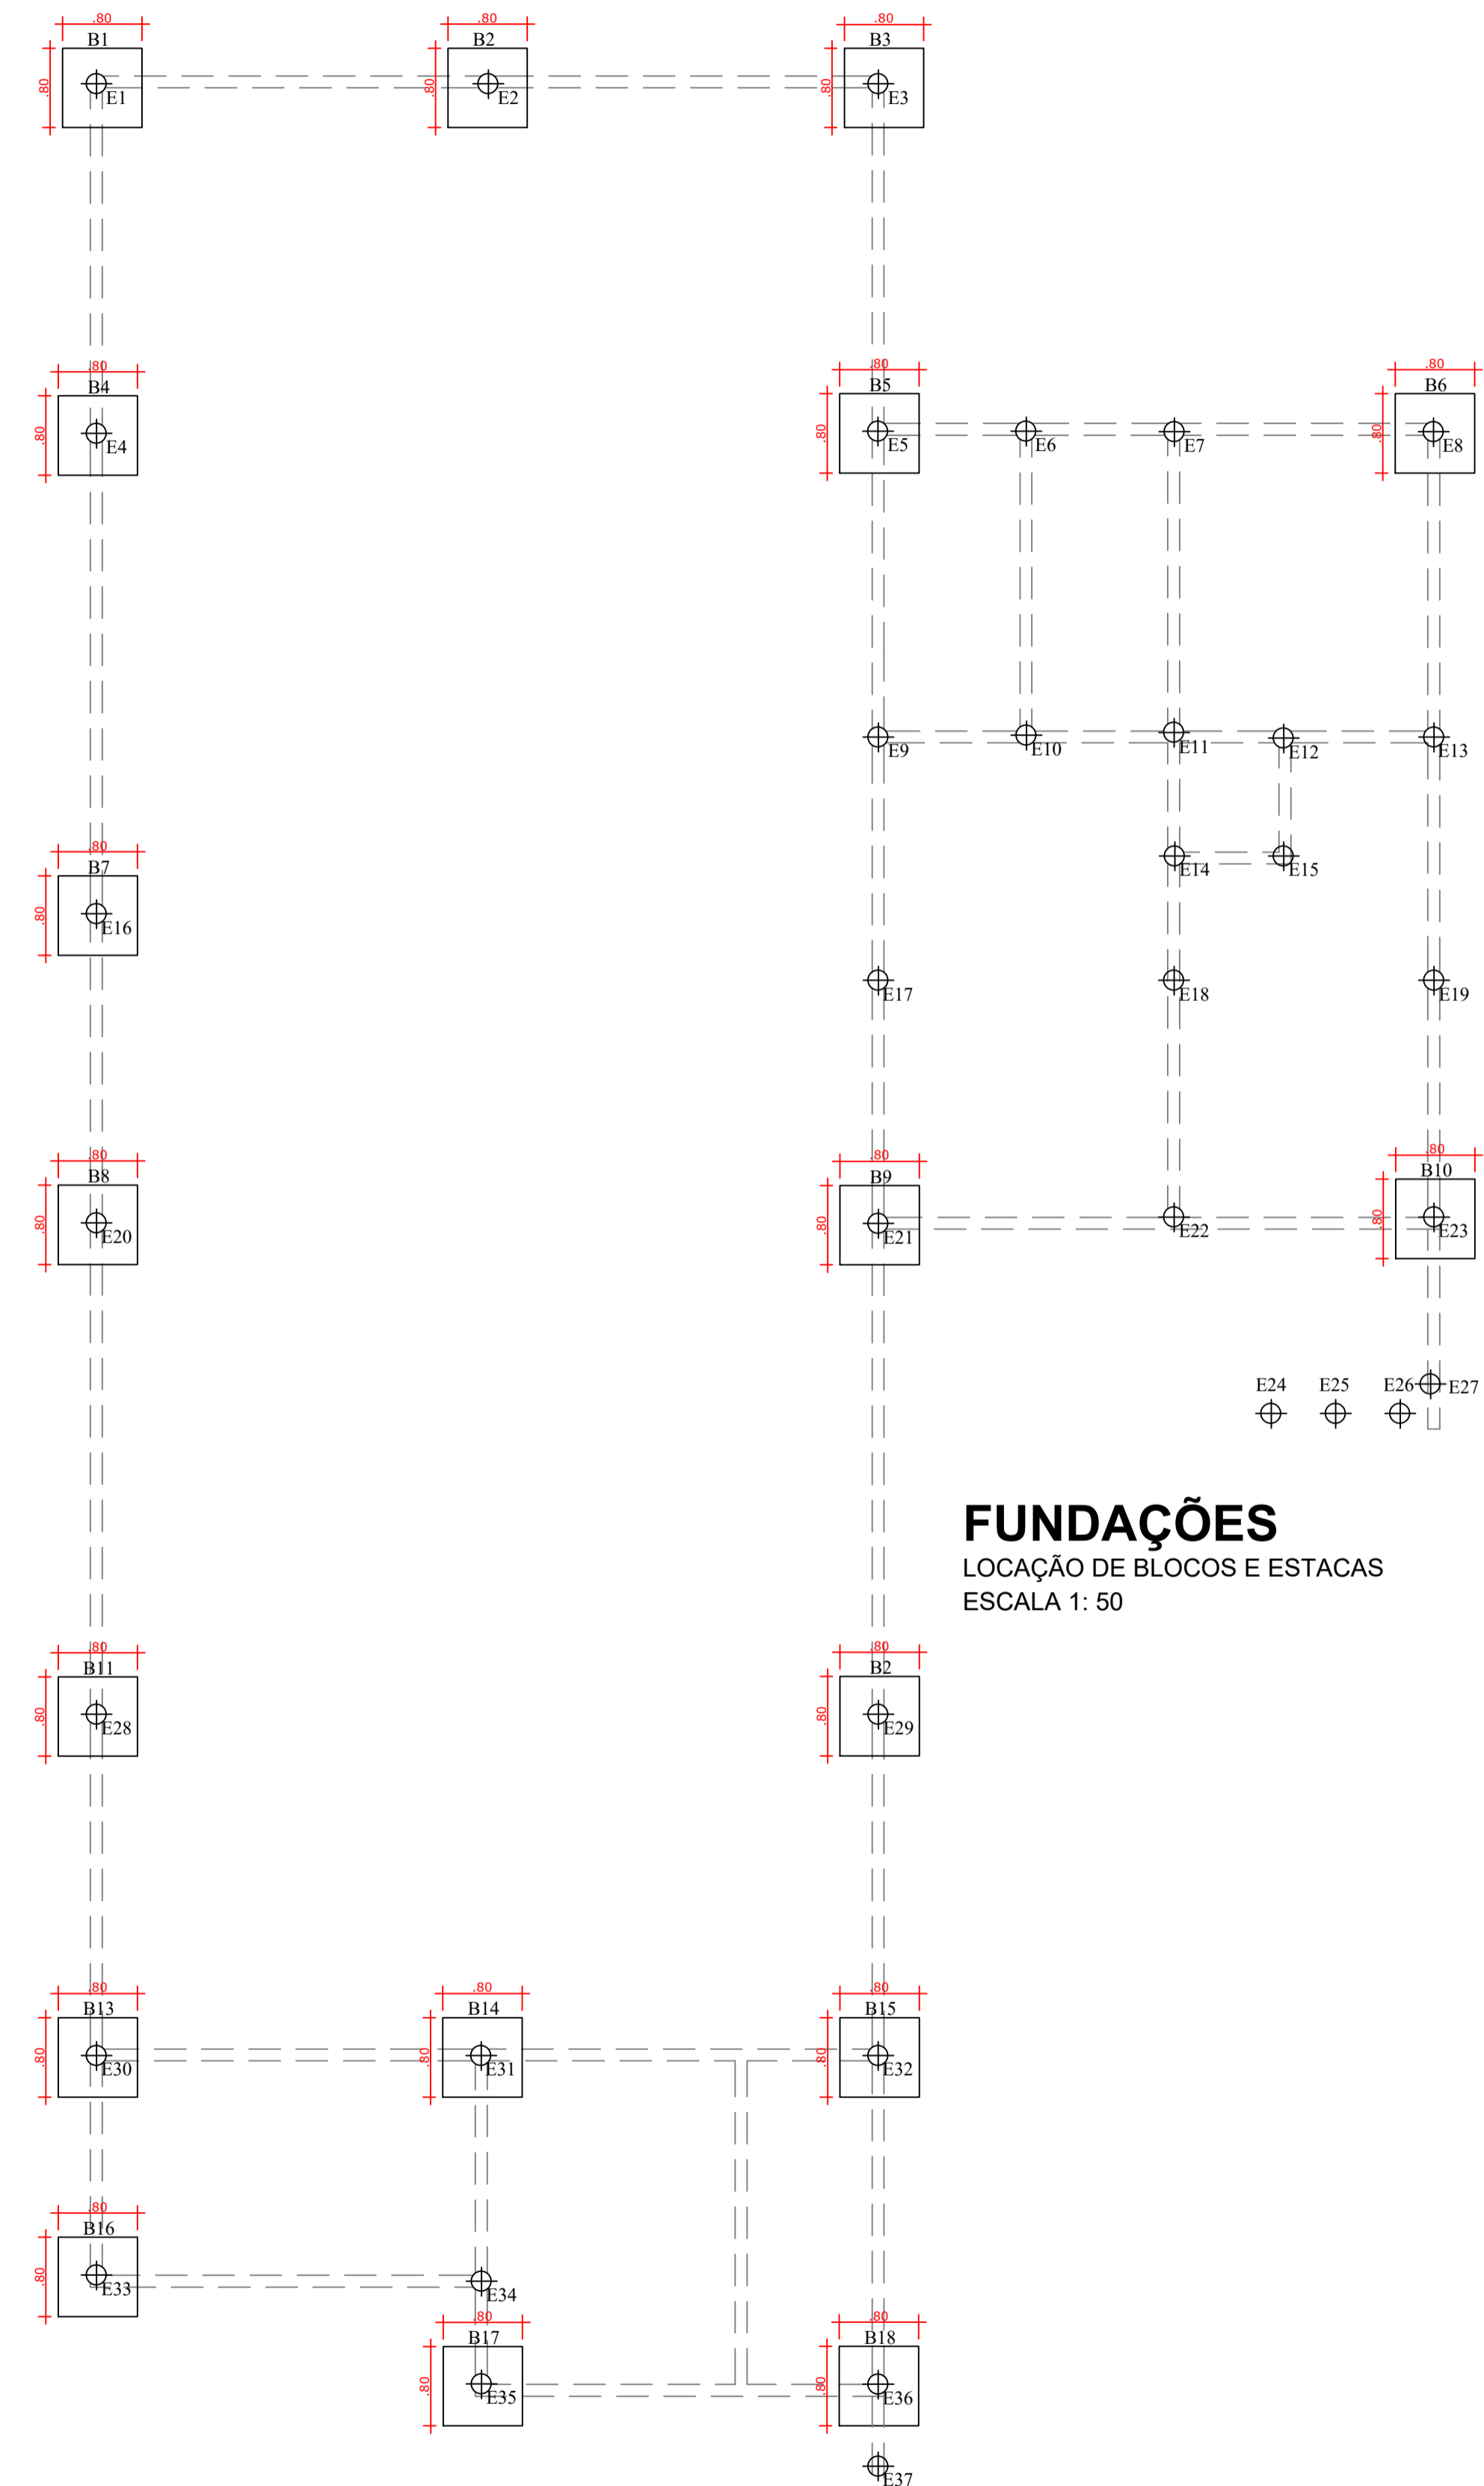 .80 .80 .80
B1 B2 B3
.80 .80 .80
E1 E2 E3
.80 .80 .80
B4 B5 B6
.80 .80 .80
E4 E5 E6 E7 E8
E9 E10 E11 E12 E13
.80
B7 E14 E15
.80
E16
E17 E18 E19
.80 .80 .80
B8 B9 B10
.80 .80 .80
E20 E21 E22 E23
E24 E25 E26 E27
FUNDAÇÕES
LOCAÇÃO DE BLOCOS E ESTACAS
ESCALA 1: 50
.80 .80
B11 B2
.80 .80
E28 E29
.80 .80 .80
B13 B14 B15
.80 .80 .80
E30 E31 E32
.80
B16
.80
E33 E34
.80 .80
B17 B18
.80 .80
E35 E36
E37